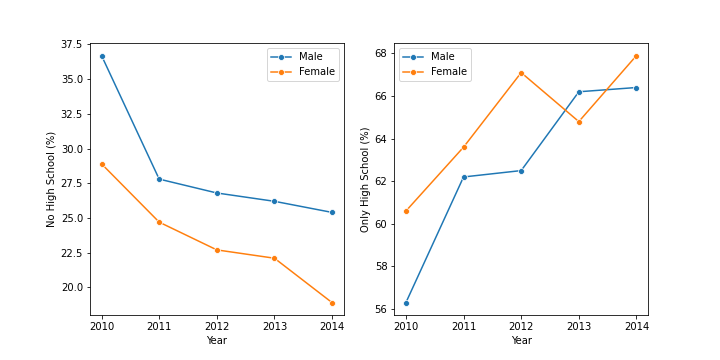 No High School (%)
37.5
35.0
32.5
30.0
27.5
25.0
22.5
20.0
Male
Female
2010 2011 2012 2013 2014
Year
Only High School (%)
68
66
64
62
60
58
56
Male
Female
2010 2011 2012 2013 2014
Year